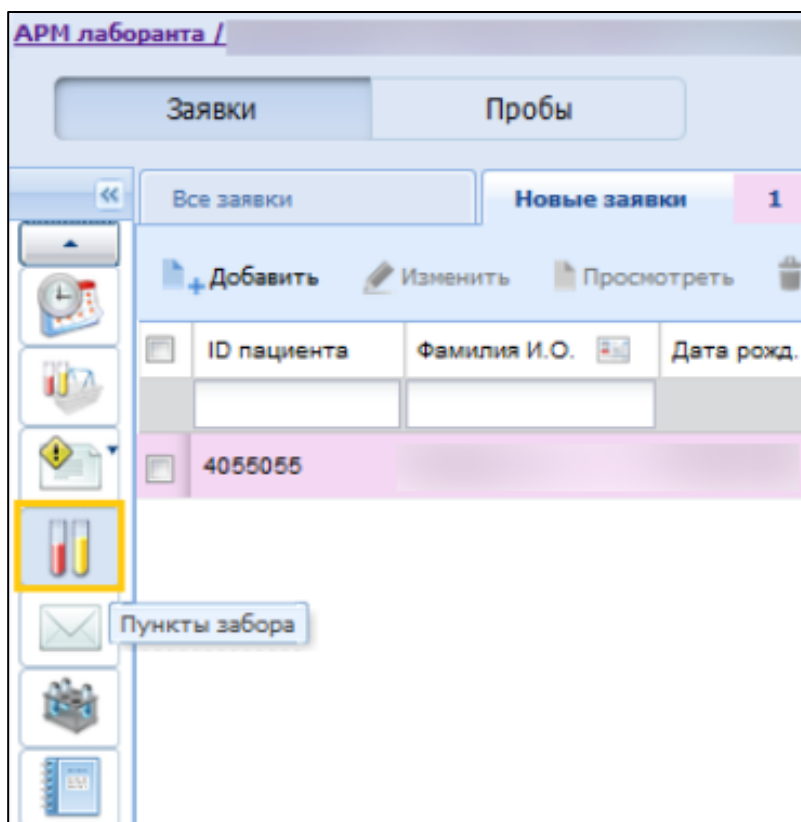 АРМ лаборанта /
Заявки Пробы
Все заявки Новые заявки 1
Добавить Изменить Просмотреть
ID пациента Фамилия И.О. Дата рожд.
4055055
Пункты забора